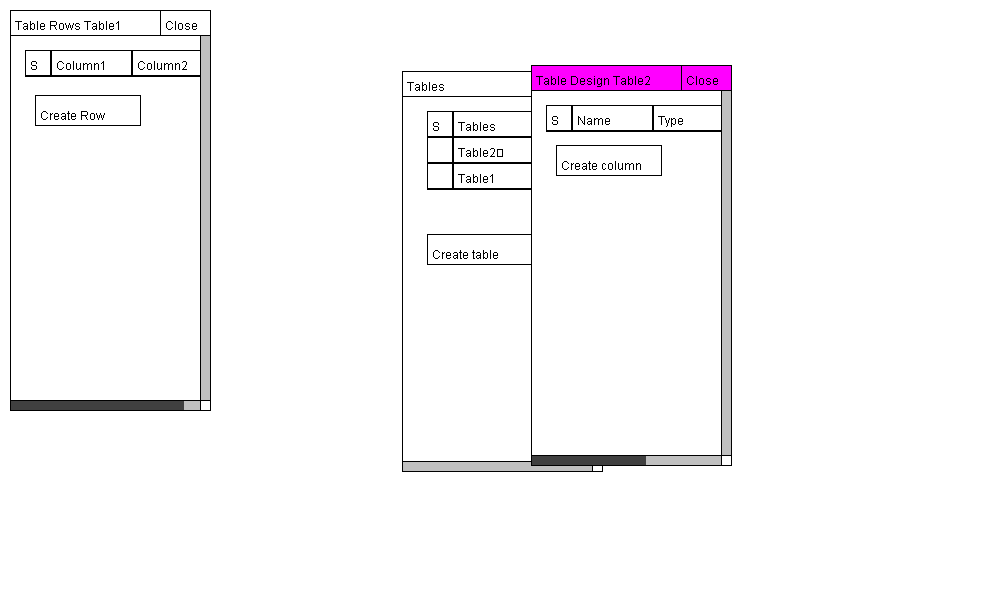 Table Rows Table1 Close
S Column1 Column2
Create Row
Tables
S Tables
Table2▯
Table1
Create table
Table Design Table2 Close
S Name Type
Create column